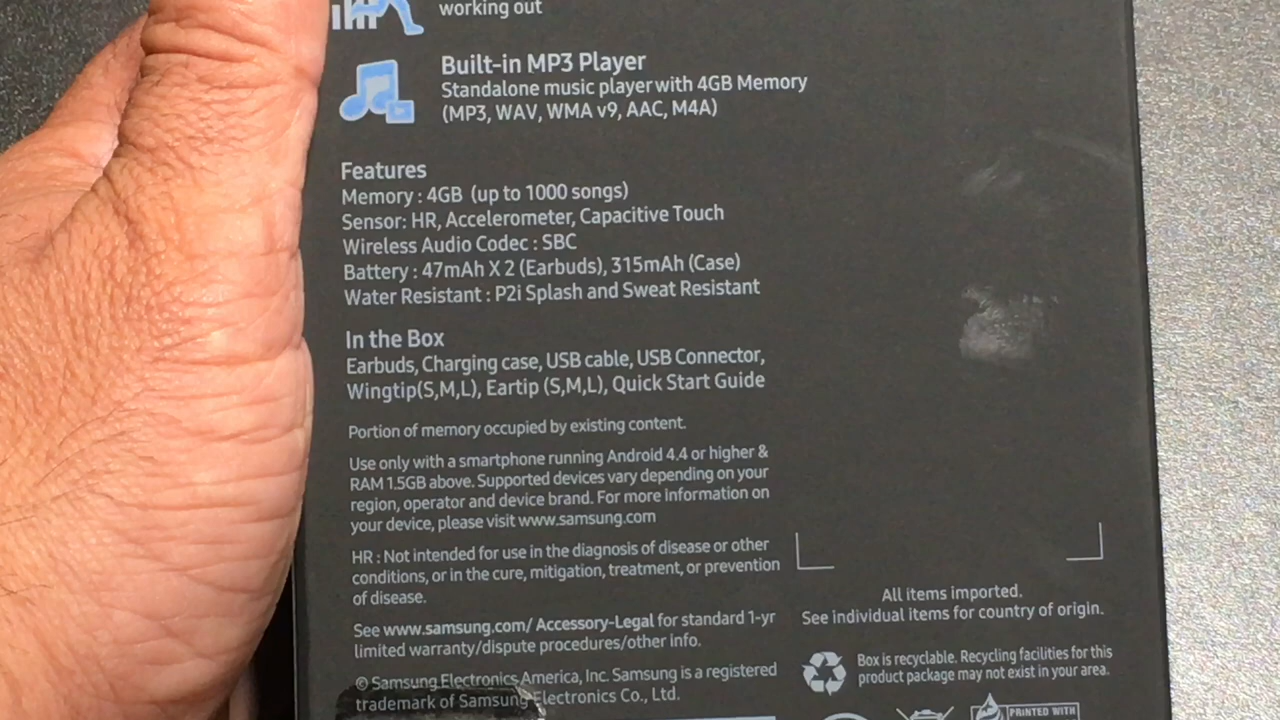 working out
Built-in MP3 Player
Standalone music player with 4GB Memory
(MP3, WAV, WMA v9, AAC, M4A)
Features
Memory : 4GB (up to 1000 songs)
Sensor: HR, Accelerometer, Capacitive Touch
Wireless Audio Codec : SBC
Battery : 47mAh X 2 (Earbuds), 315mAh (Case)
Water Resistant : P2i Splash and Sweat Resistant
In the Box
Earbuds, Charging case, USB cable, USB Connector,
Wingtip(S,M,L), Eartip (S,M,L), Quick Start Guide
Portion of memory occupied by existing content.
Use only with a smartphone running Android 4.4 or higher &
RAM 1.5GB above. Supported devices vary depending on your
region, operator and device brand. For more information on
your device, please visit www.samsung.com
HR : Not intended for use in the diagnosis of disease or other
conditions, or in the cure, mitigation, treatment, or prevention
of disease.
See www.samsung.com/ Accessory-Legal for standard 1-yr
limited warranty/dispute procedures/other info.
© Samsung Electronics America, Inc. Samsung is a registered
trademark of Samsung Electronics Co., Ltd.
All items imported.
See individual items for country of origin.
Box is recyclable. Recycling facilities for this
product package may not exist in your area.
PRINTED WITH